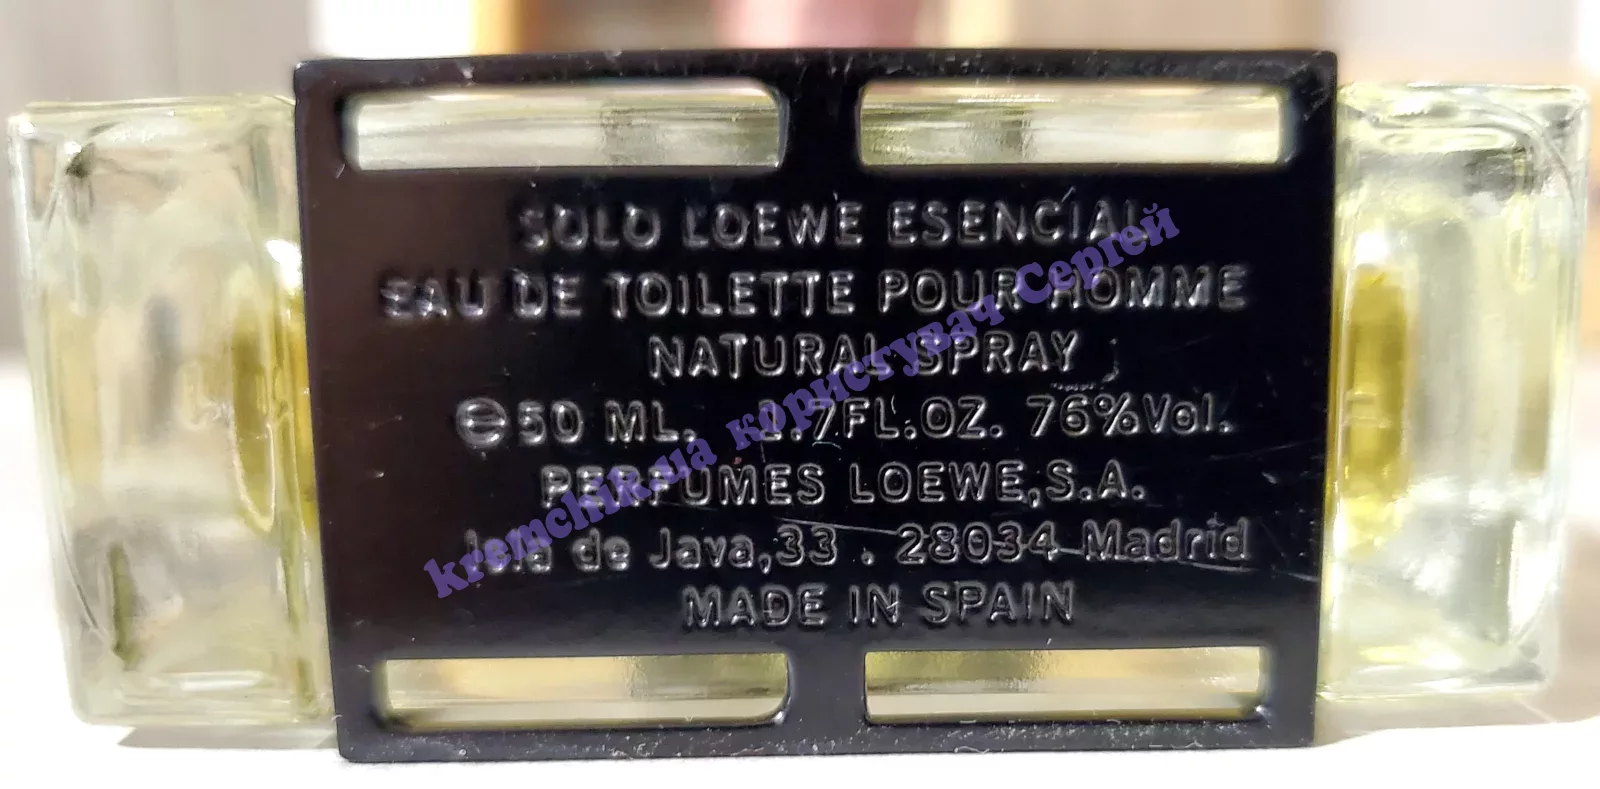 SOLO LOEWE ESENCIAL
EAU DE TOILETTE POUR HOMME
NATURAL SPRAY
℮50 ML. 1.7FL.OZ. 76%Vol.
PERFUMES LOEWE,S.A.
Isla de Java,33 . 28034 Madrid
MADE IN SPAIN
kremchik.ua користувач Сергей